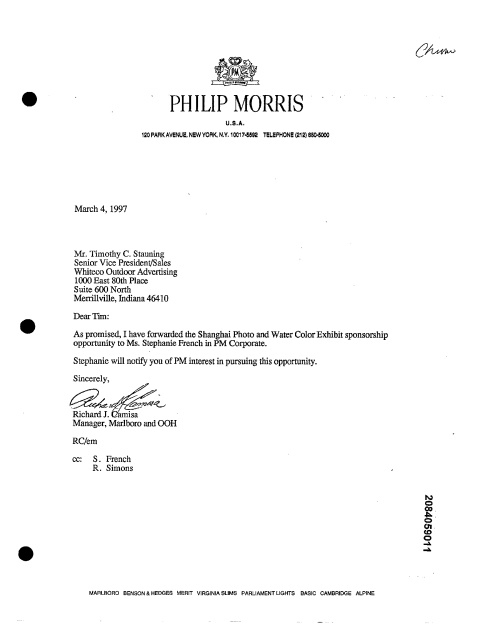 PM
PHILIP MORRIS
U.S.A.
120 PARK AVENUE, NEW YORK, N.Y. 10017-5592 TELEPHONE (212) 880-5000
March 4, 1997
Mr. Timothy C. Stauning
Senior Vice President/Sales
Whiteco Outdoor Advertising
1000 East 80th Place
Suite 600 North
Merrillville, Indiana 46410
Dear Tim:
As promised, I have forwarded the Shanghai Photo and Water Color Exhibit sponsorship
opportunity to Ms. Stephanie French in PM Corporate.
Stephanie will notify you of PM interest in pursuing this opportunity.
Sincerely,
Richard J. Camisa
Richard J. Camisa
Manager, Marlboro and OOH
RC/em
cc: S. French
R. Simons
2084059011
MARLBORO BENSON & HEDGES MERIT VIRGINIA SLIMS PARLIAMENT LIGHTS BASIC CAMBRIDGE ALPINE